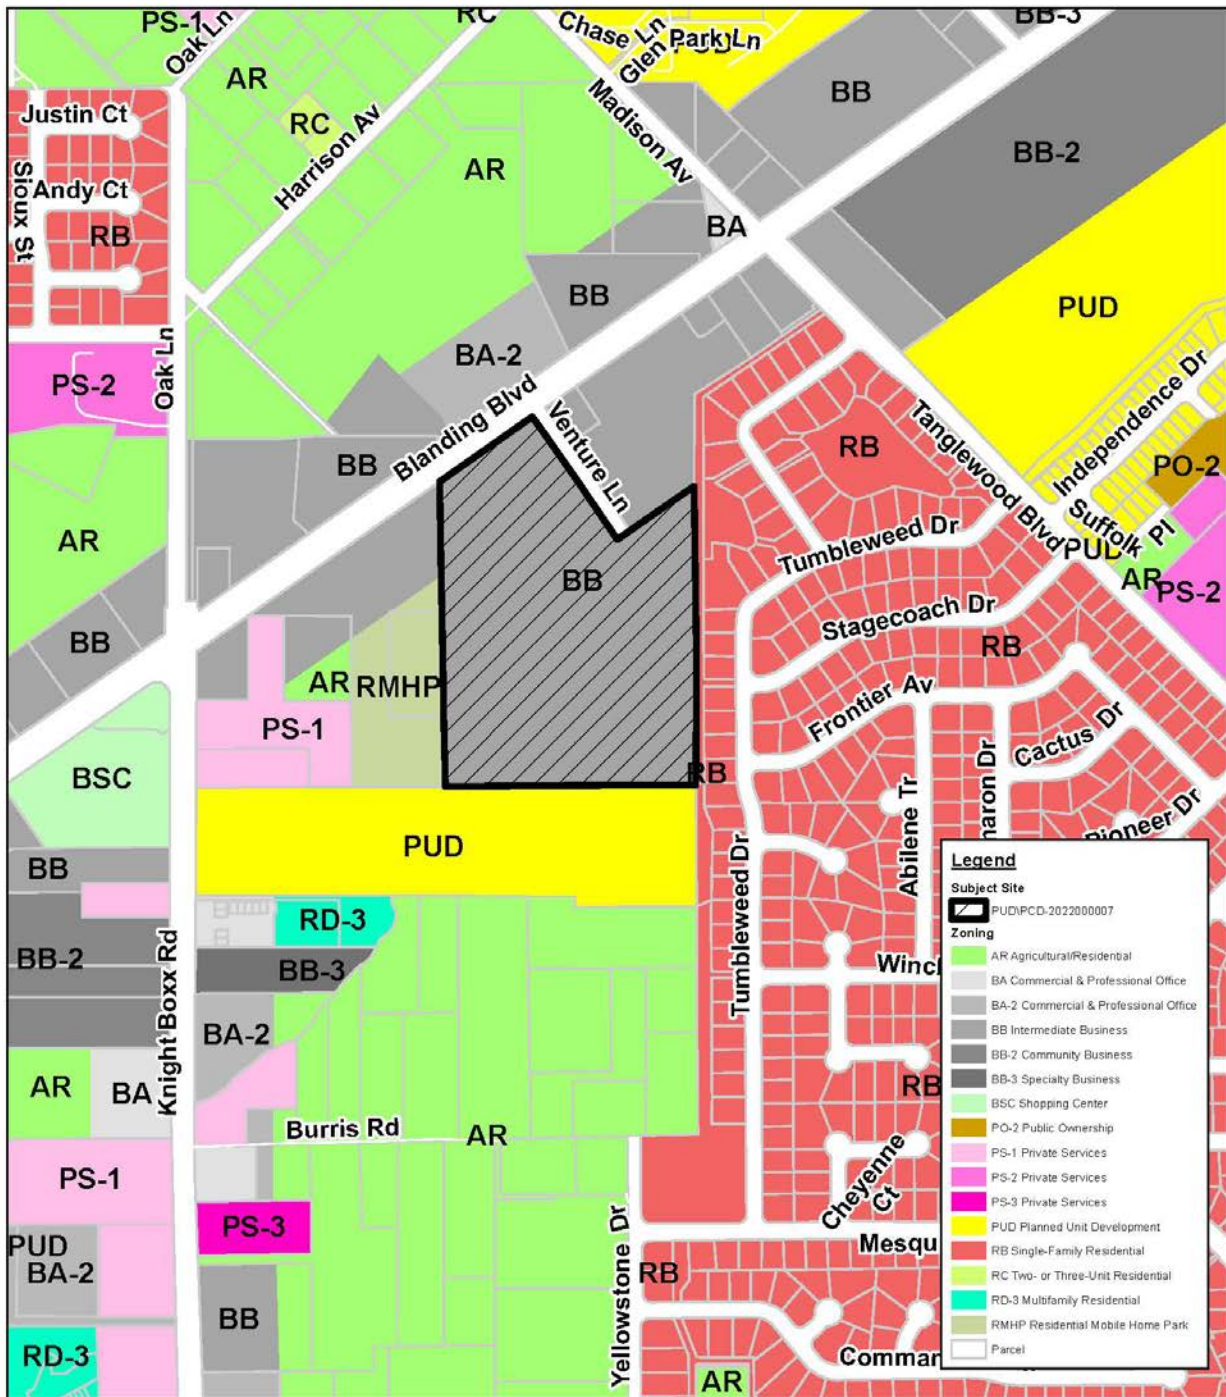 PS-1
Oak Ln
RC
Chase Ln
Glen Park Ln
BB-3
AR
BB
Justin Ct
RC
Harrison Av
Madison Av
BB-2
Sioux St
Andy Ct
AR
RB
BA
BB
PUD
PS-2
Oak Ln
BA-2
Blanding Blvd
Venture Ln
RB
Tanglewood Blvd
Independence Dr
PO-2
BB
Suffolk Pl
AR
Tumbleweed Dr
PUD
AR
PS-2
BB
BB
Stagecoach Dr
RB
AR
RMHP
Frontier Av
PS-1
Cactus Dr
BSC
RB
Abilene Tr
maron Dr
Pioneer Dr
PUD
BB
Tumbleweed Dr
RD-3
BB-2
BB-3
Winch
Knight Boxx Rd
BA-2
AR
BA
RB
Burris Rd
AR
PS-1
Cheyenne Ct
PS-3
Yellowstone Dr
Mesqu
PUD
BA-2
RB
BB
RD-3
Comman
AR
Legend
Subject Site
PUD\PCD-2022000007
Zoning
AR Agricultural/Residential
BA Commercial & Professional Office
BA-2 Commercial & Professional Office
BB Intermediate Business
BB-2 Community Business
BB-3 Specialty Business
BSC Shopping Center
PO-2 Public Ownership
PS-1 Private Services
PS-2 Private Services
PS-3 Private Services
PUD Planned Unit Development
RB Single-Family Residential
RC Two- or Three-Unit Residential
RD-3 Multifamily Residential
RMHP Residential Mobile Home Park
Parcel